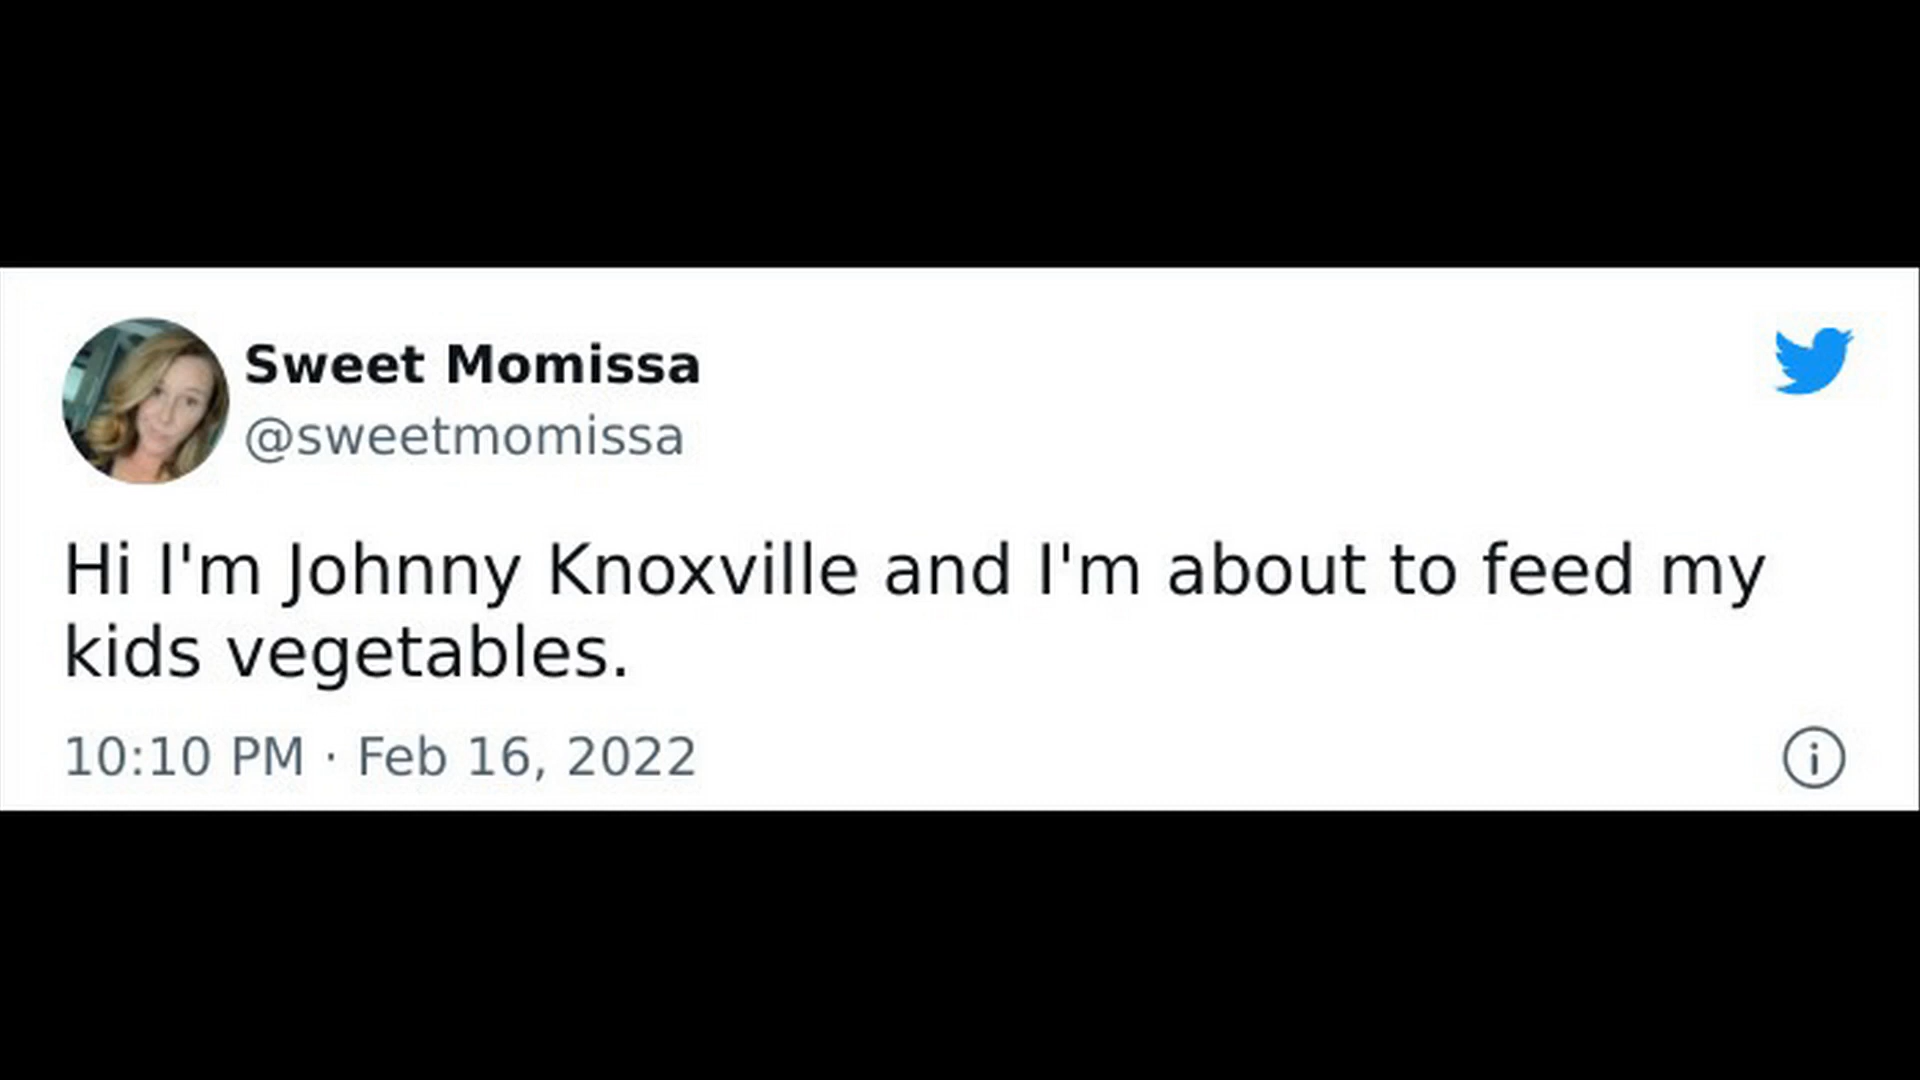 Sweet Momissa
@sweetmomissa
Hi I'm Johnny Knoxville and I'm about to feed my
kids vegetables.
10:10 PM · Feb 16, 2022